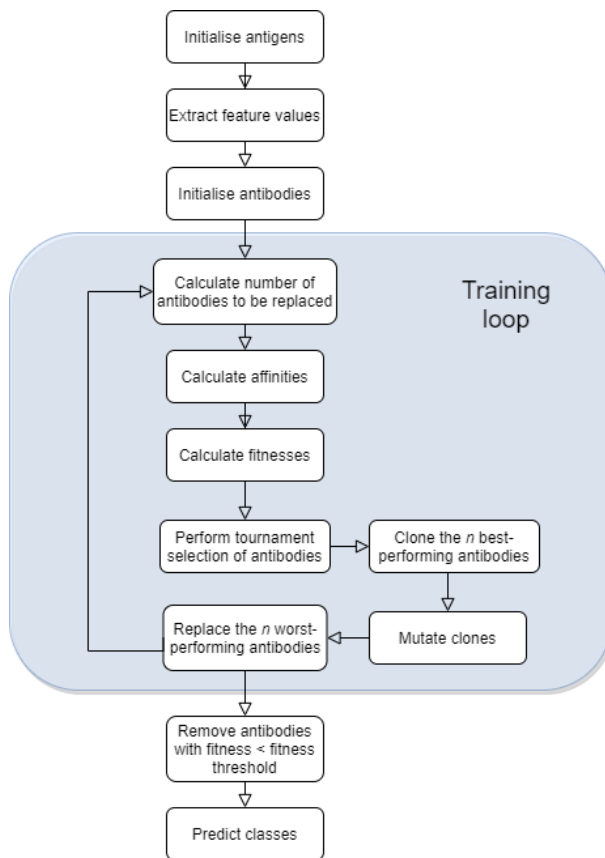 Initialise antigens
Extract feature values
Initialise antibodies
Training
loop
Calculate number of
antibodies to be replaced
Calculate affinities
Calculate fitnesses
Perform tournament
selection of antibodies
Clone the n best-
performing antibodies
Mutate clones
Replace the n worst-
performing antibodies
Remove antibodies
with fitness < fitness
threshold
Predict classes